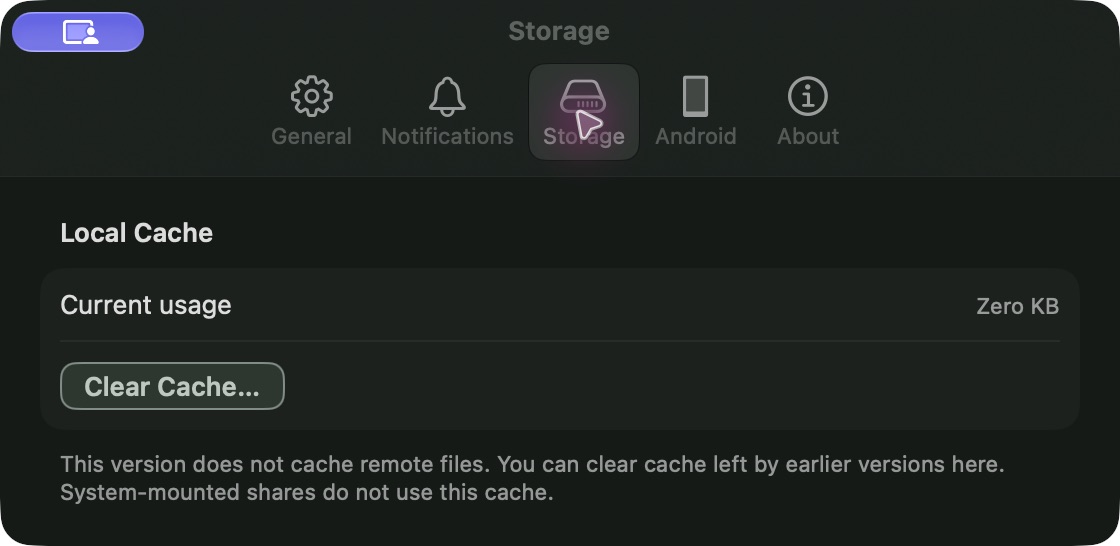 Storage
General
Notifications
Storage
Android
About
Local Cache
Current usage
Zero KB
Clear Cache...
This version does not cache remote files. You can clear cache left by earlier versions here.
System-mounted shares do not use this cache.